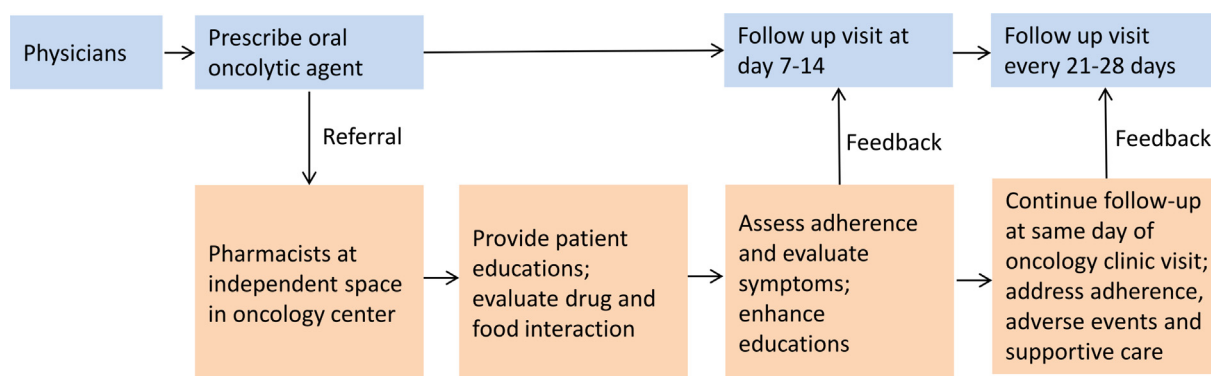 Physicians
Prescribe oral
oncolytic agent
Follow up visit at
day 7-14
Follow up visit
every 21-28 days
Referral
Feedback
Feedback
Pharmacists at
independent space
in oncology center
Provide patient
educations;
evaluate drug and
food interaction
Assess adherence
and evaluate
symptoms;
enhance
educations
Continue follow-up
at same day of
oncology clinic visit;
address adherence,
adverse events and
supportive care